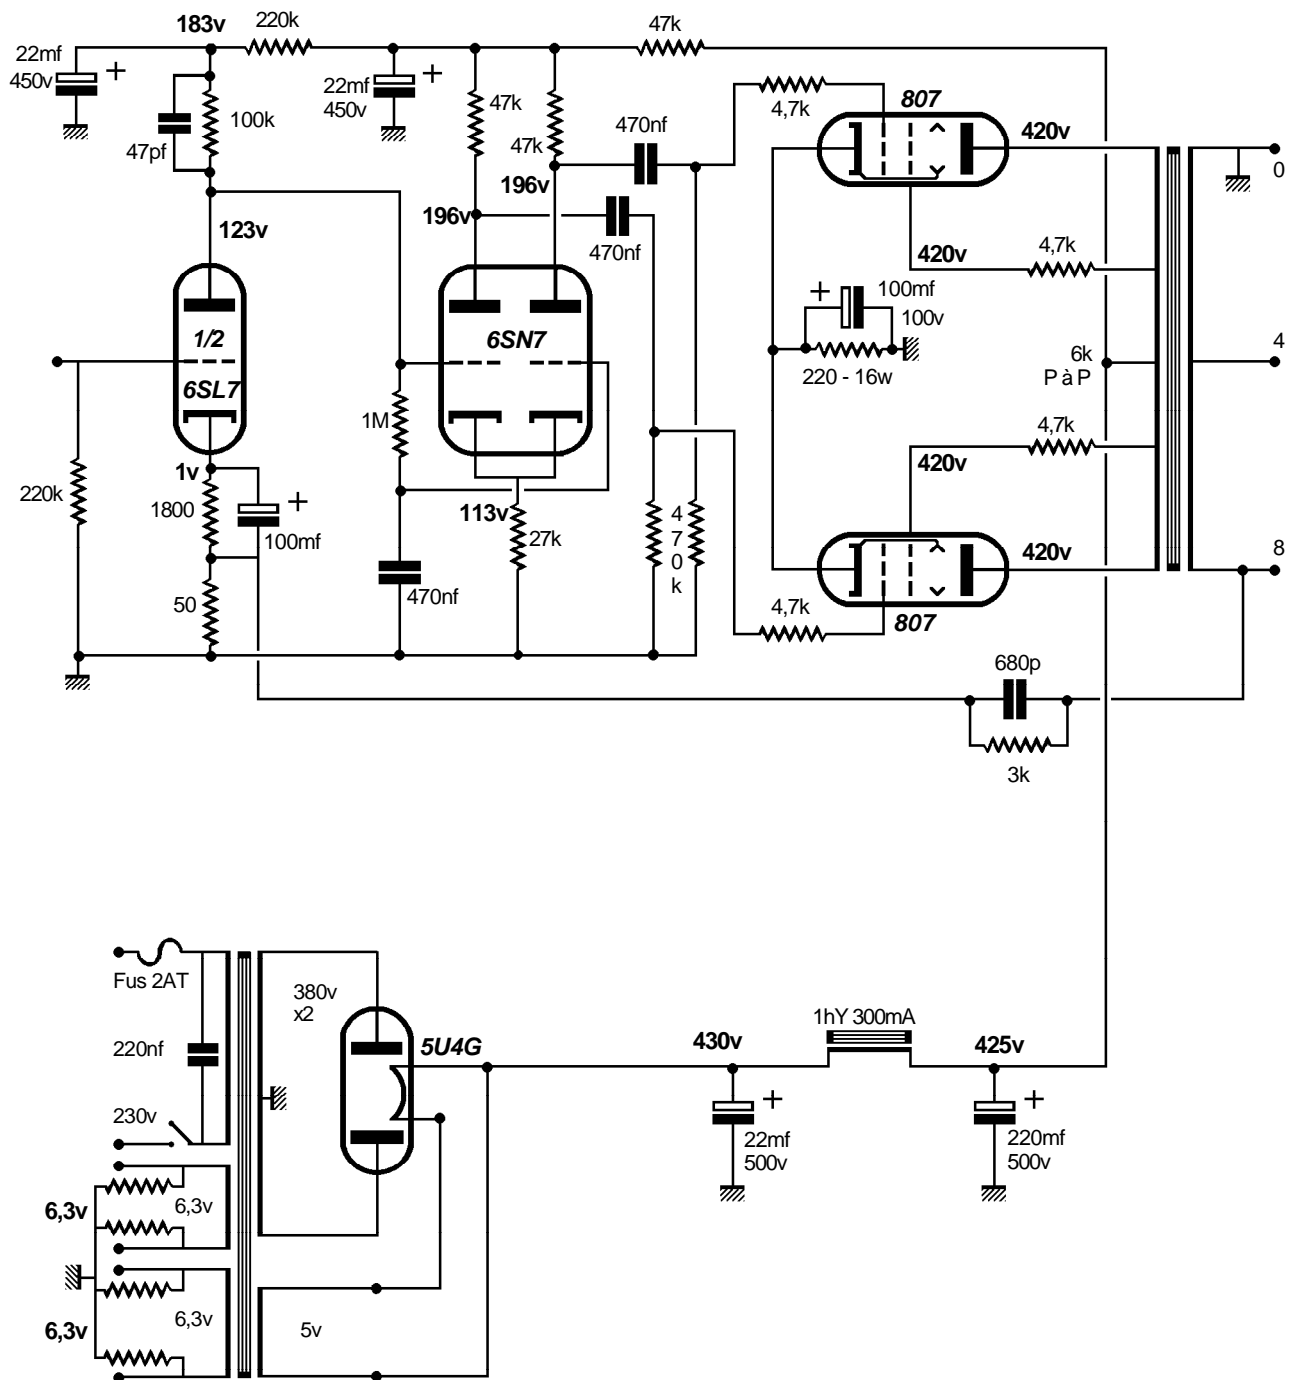 183v
220k
47k
22mf
450v
+
22mf
450v
+
100k
47pf
47k
47k
470nf
4,7k
807
420v
0
196v
196v
123v
470nf
420v
4,7k
+
100mf
100v
1/2
6SL7
6SN7
220 - 16w
6k
P à P
4
1M
4,7k
420v
1v
220k
1800
+
100mf
113v
27k
470k
420v
8
50
470nf
4,7k
807
680p
3k
Fus 2AT
380v
x2
220nf
5U4G
430v
1hY 300mA
425v
230v
+
22mf
500v
+
220mf
500v
6,3v
6,3v
6,3v
6,3v
5v